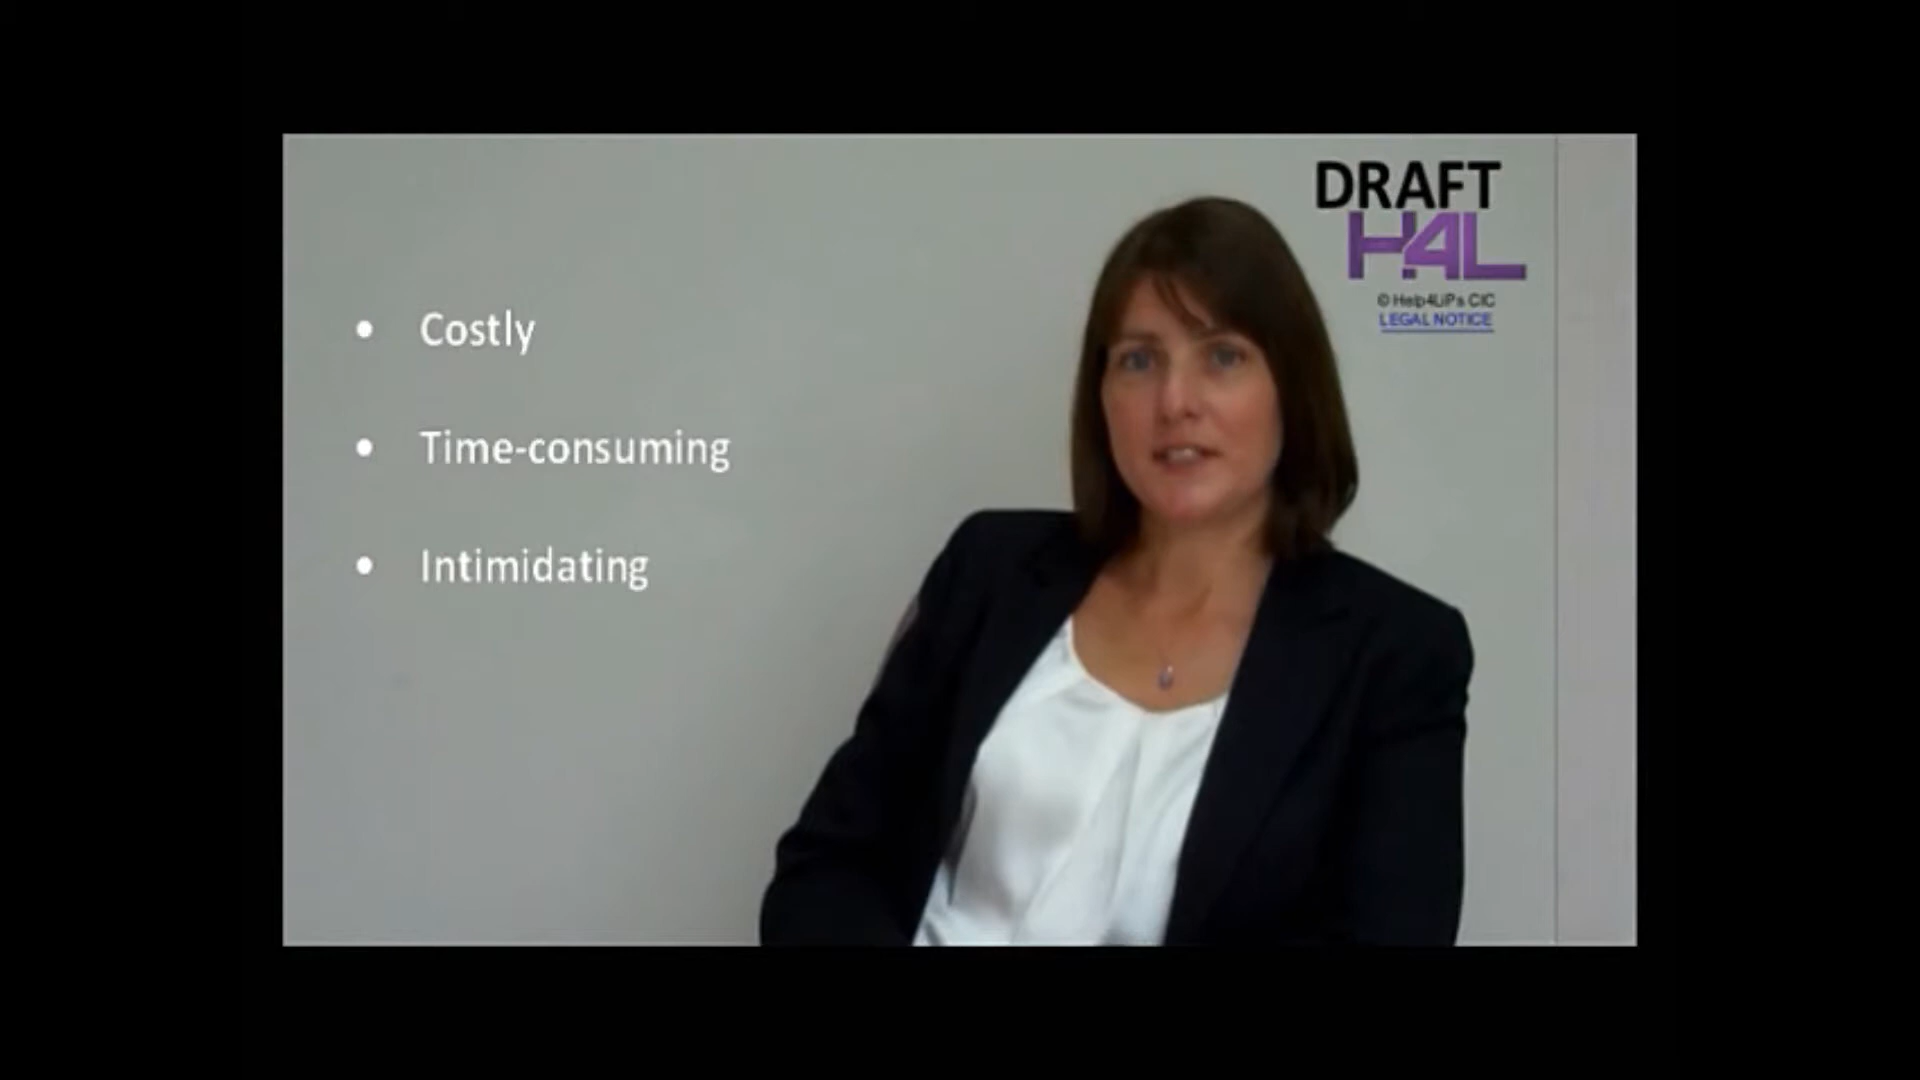 DRAFT
H4L
© Help4LiPs CIC
LEGAL NOTICE
• Costly
• Time-consuming
• Intimidating